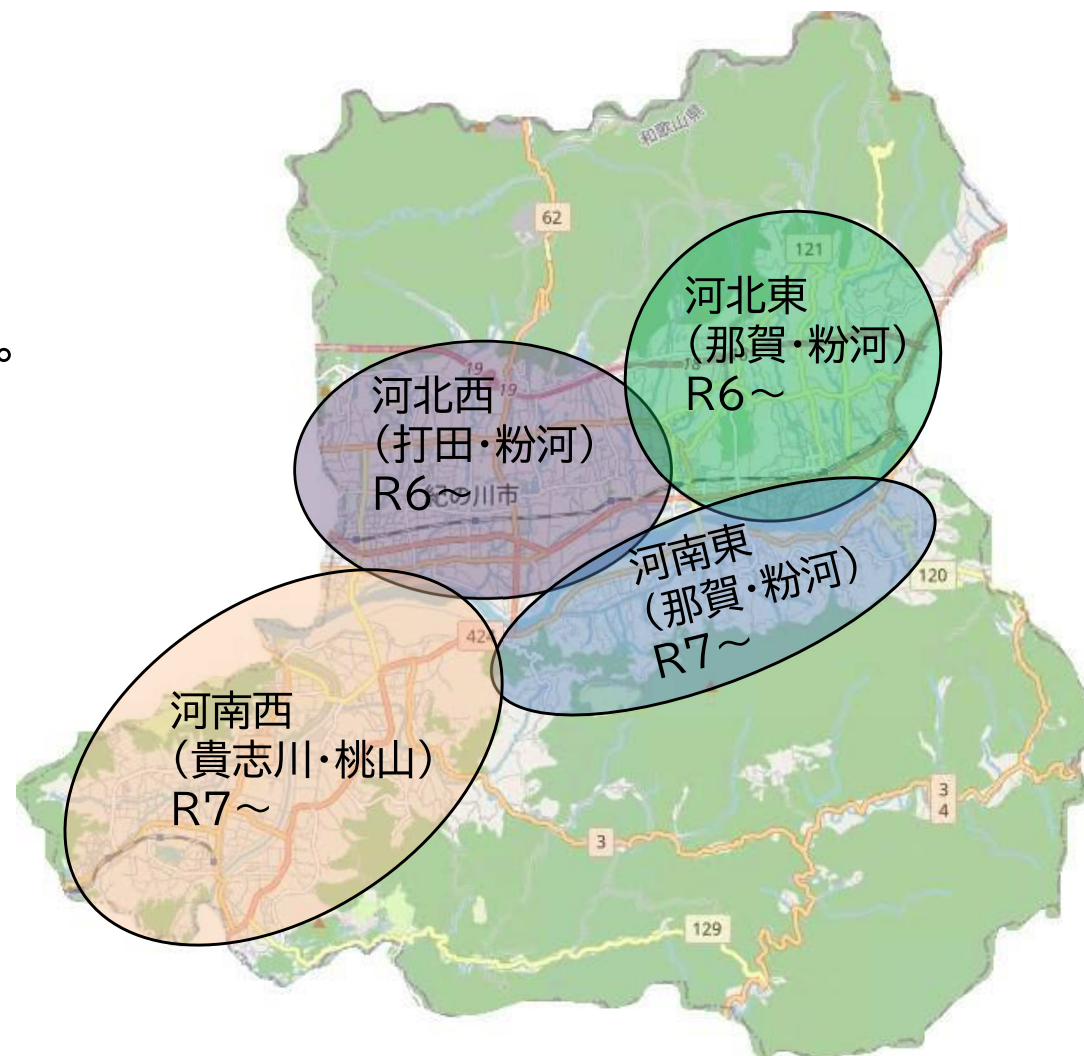 和歌山県
62
121
。
河北東
（那賀・粉河）
R6～
18
19
19
河北西
（打田・粉河）
R6～
紀の川市
河南東
（那賀・粉河）
R7～
120
424
河南西
（貴志川・桃山）
R7～
3
4
3
129